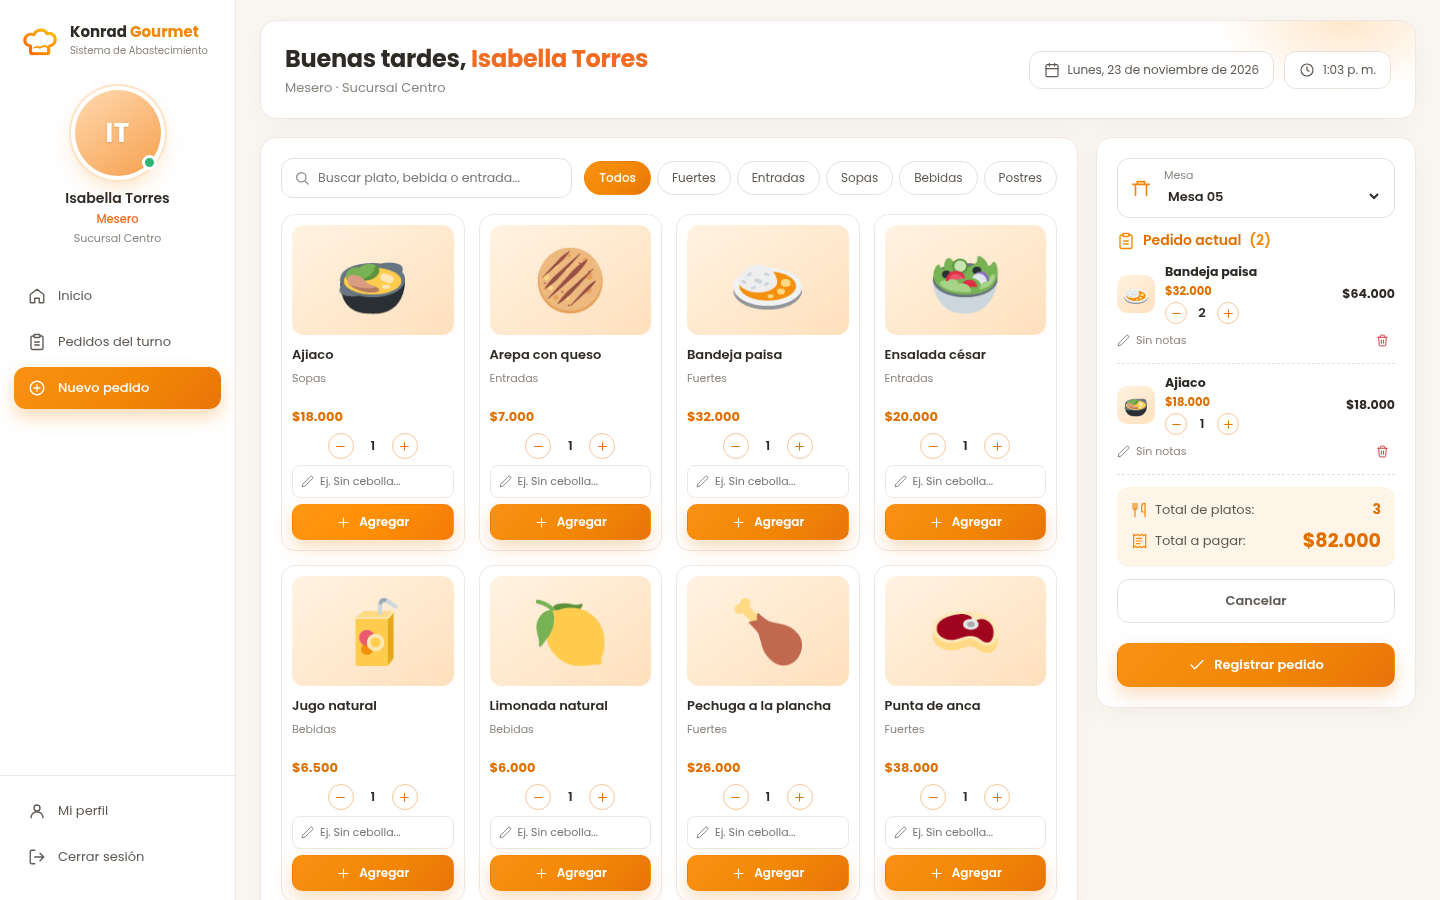 Konrad Gourmet
Sistema de Abastecimiento
IT
Isabella Torres
Mesero
Sucursal Centro
Inicio
Pedidos del turno
Nuevo pedido
Mi perfil
Cerrar sesión
Buenas tardes, Isabella Torres
Mesero · Sucursal Centro
Lunes, 23 de noviembre de 2026
1:03 p. m.
Buscar plato, bebida o entrada...
Todos
Fuertes
Entradas
Sopas
Bebidas
Postres
Ajiaco
Sopas
$18.000
1
Ej. Sin cebolla...
Agregar
Arepa con queso
Entradas
$7.000
1
Ej. Sin cebolla...
Agregar
Bandeja paisa
Fuertes
$32.000
1
Ej. Sin cebolla...
Agregar
Ensalada césar
Entradas
$20.000
1
Ej. Sin cebolla...
Agregar
Jugo natural
Bebidas
$6.500
1
Ej. Sin cebolla...
Agregar
Limonada natural
Bebidas
$6.000
1
Ej. Sin cebolla...
Agregar
Pechuga a la plancha
Fuertes
$26.000
1
Ej. Sin cebolla...
Agregar
Punta de anca
Fuertes
$38.000
1
Ej. Sin cebolla...
Agregar
Mesa
Mesa 05
Pedido actual (2)
Bandeja paisa
$32.000
2
$64.000
Sin notas
Ajiaco
$18.000
1
$18.000
Sin notas
Total de platos: 3
Total a pagar: $82.000
Cancelar
Registrar pedido